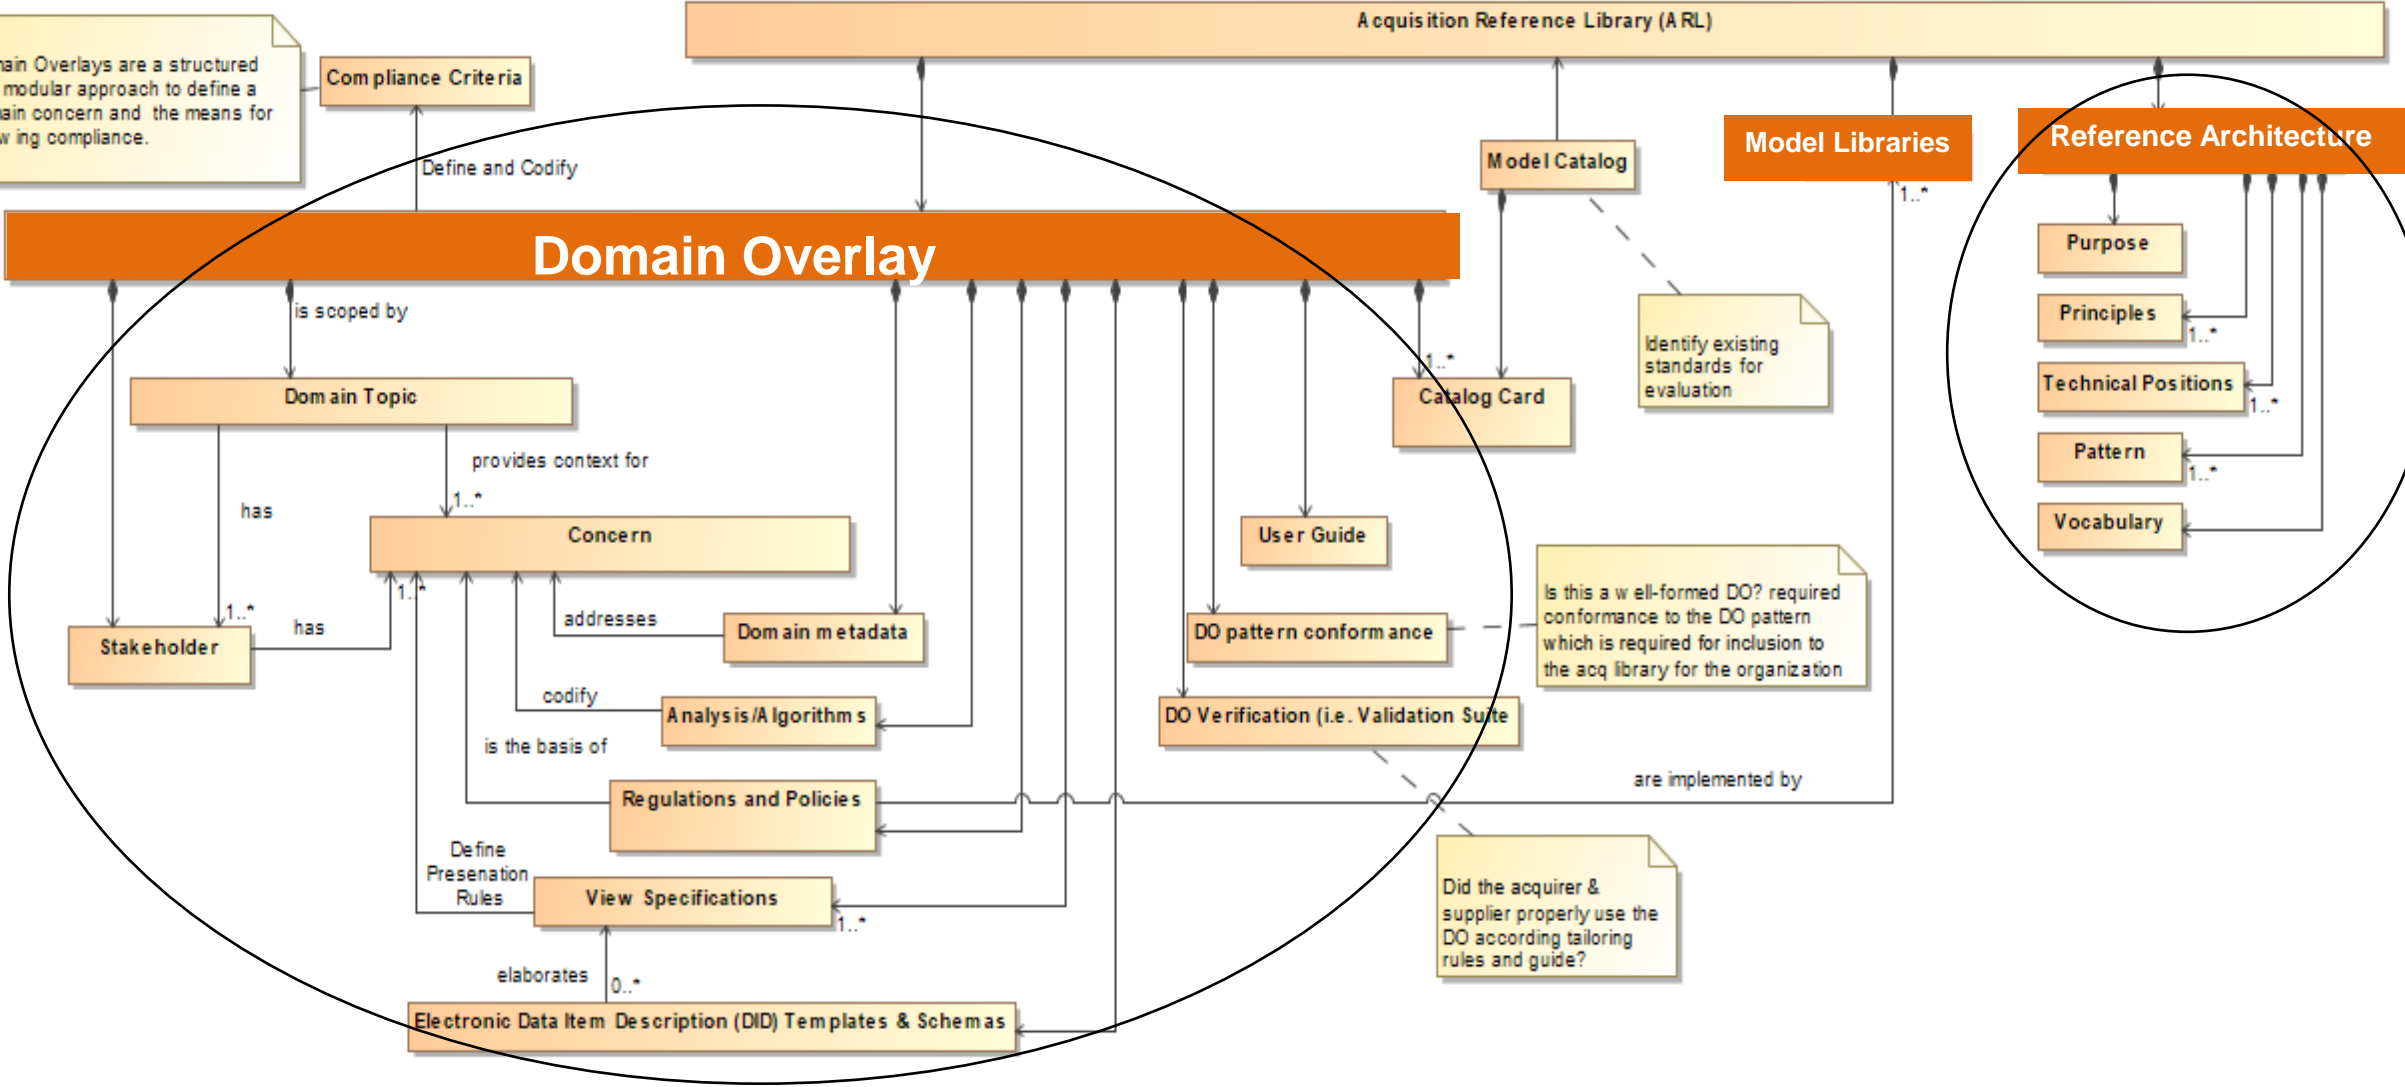 Acquisition Reference Library (ARL)
Overlays are a structured
modular approach to define a
concern and the means for
compliance.
Compliance Criteria
Define and Codify
Model Catalog
Model Libraries
1..*
Reference Architecture
Domain Overlay
is scoped by
Purpose
Principles
1..*
Technical Positions
1..*
Pattern
1..*
Vocabulary
Identify existing
standards for
evaluation
1..*
Catalog Card
Domain Topic
provides context for
1..*
has
Concern
1..*
User Guide
1..*
has
Stakeholder
addresses
Domain metadata
DO pattern conformance
Is this a well-formed DO? required
conformance to the DO pattern
which is required for inclusion to
the acq library for the organization
codify
Analysis/Algorithms
DO Verification (i.e. Validation Suite
is the basis of
Regulations and Policies
are implemented by
Define
Presenation
Rules
View Specifications
1..*
Did the acquirer &
supplier properly use the
DO according tailoring
rules and guide?
elaborates
0..*
Electronic Data Item Description (DID) Templates & Schemas